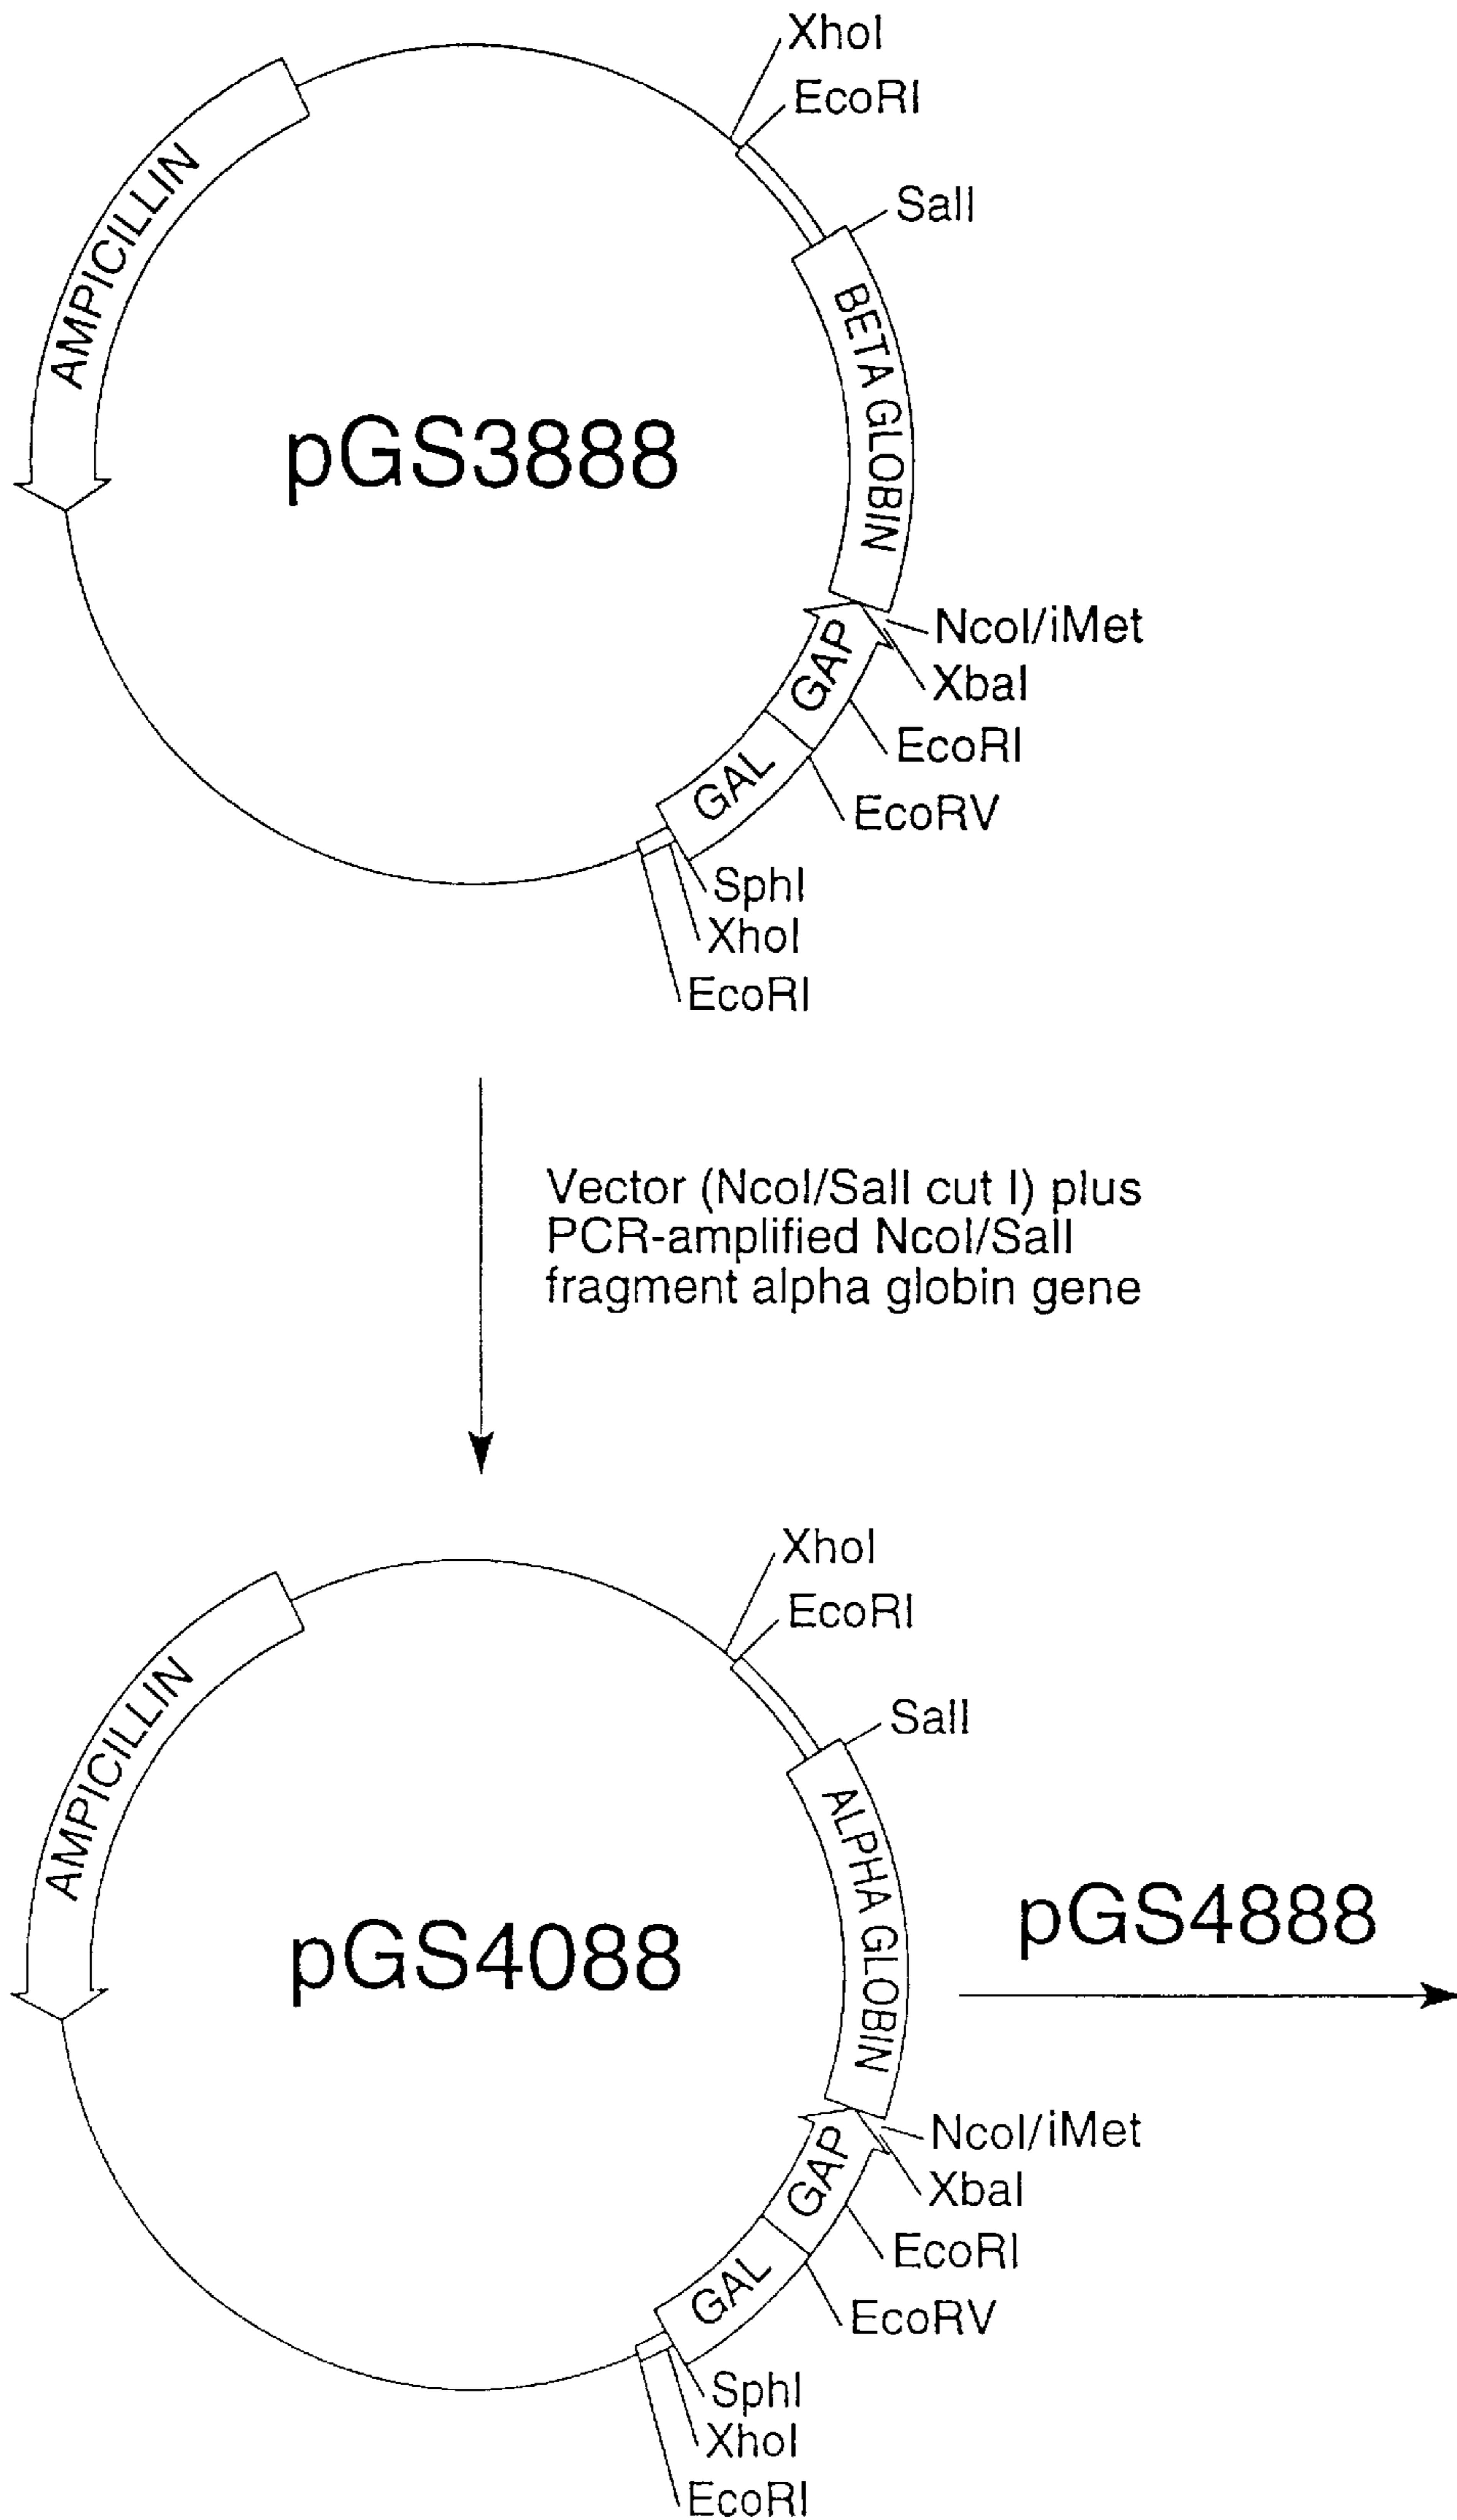 XhoI
EcoRI
SalI
AMPICILLIN
BETA GLOBIN
pGS3888
NcoI/iMet
GAP
XbaI
EcoRI
GAL
EcoRV
SphI
XhoI
EcoRI
Vector (NcoI/SalI cut I) plus
PCR-amplified NcoI/SalI
fragment alpha globin gene
XhoI
EcoRI
SalI
AMPICILLIN
ALPHA GLOBIN
pGS4088
pGS4888
NcoI/iMet
GAP
XbaI
EcoRI
GAL
EcoRV
SphI
XhoI
EcoRI